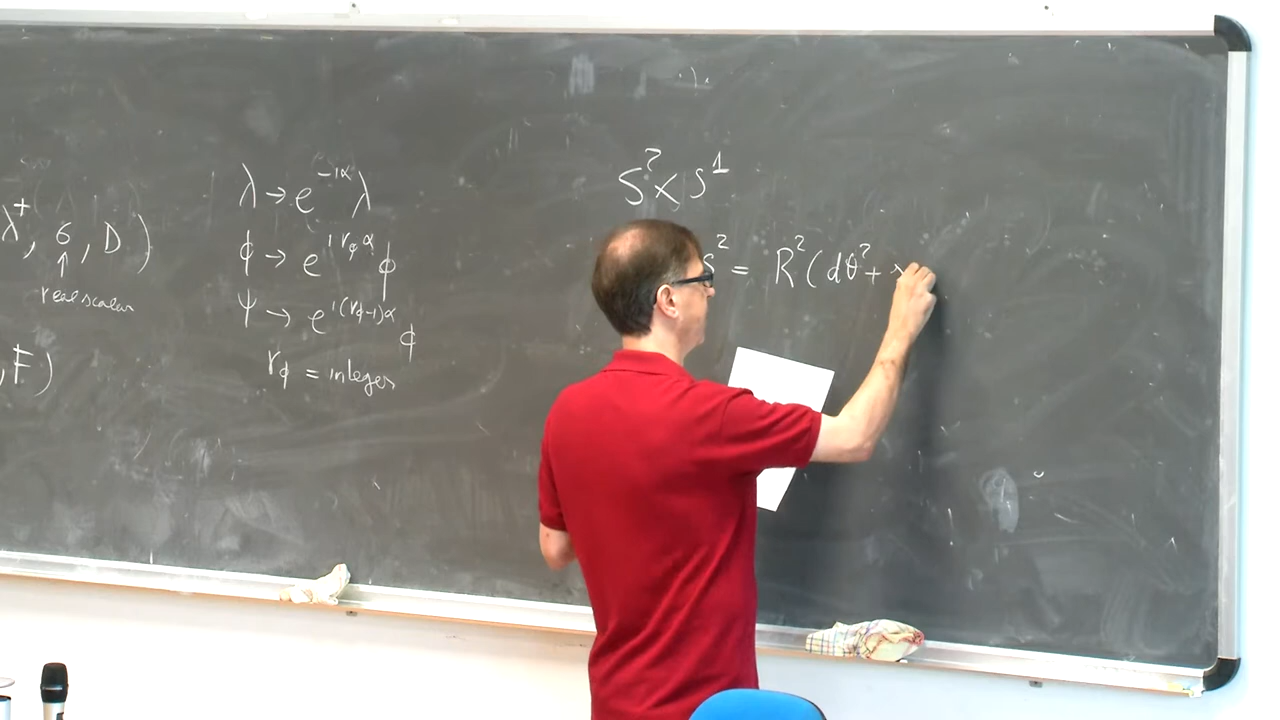 λ⁺, σ, D)
↑
real scalar
, F)
λ → e^{-iα} λ
ϕ → e^{i r_ϕ α} ϕ
ψ → e^{i(r_ϕ-1)α} ϕ
r_ϕ = integer
S² × S¹
s² = R²(dθ² +